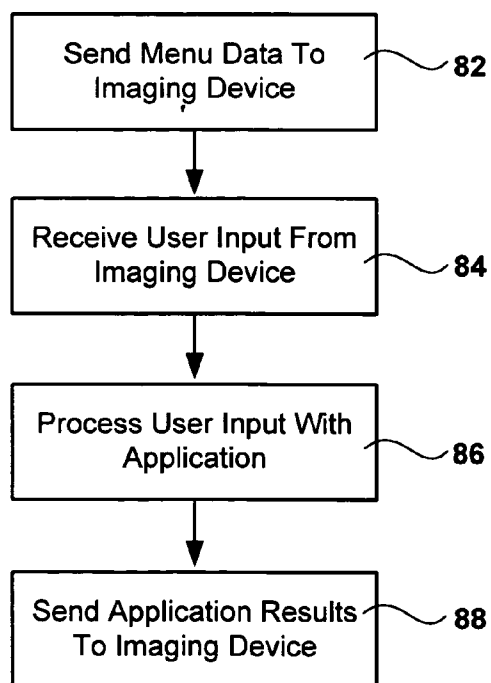 Send Menu Data To
Imaging Device
82
Receive User Input From
Imaging Device
84
Process User Input With
Application
86
Send Application Results
To Imaging Device
88